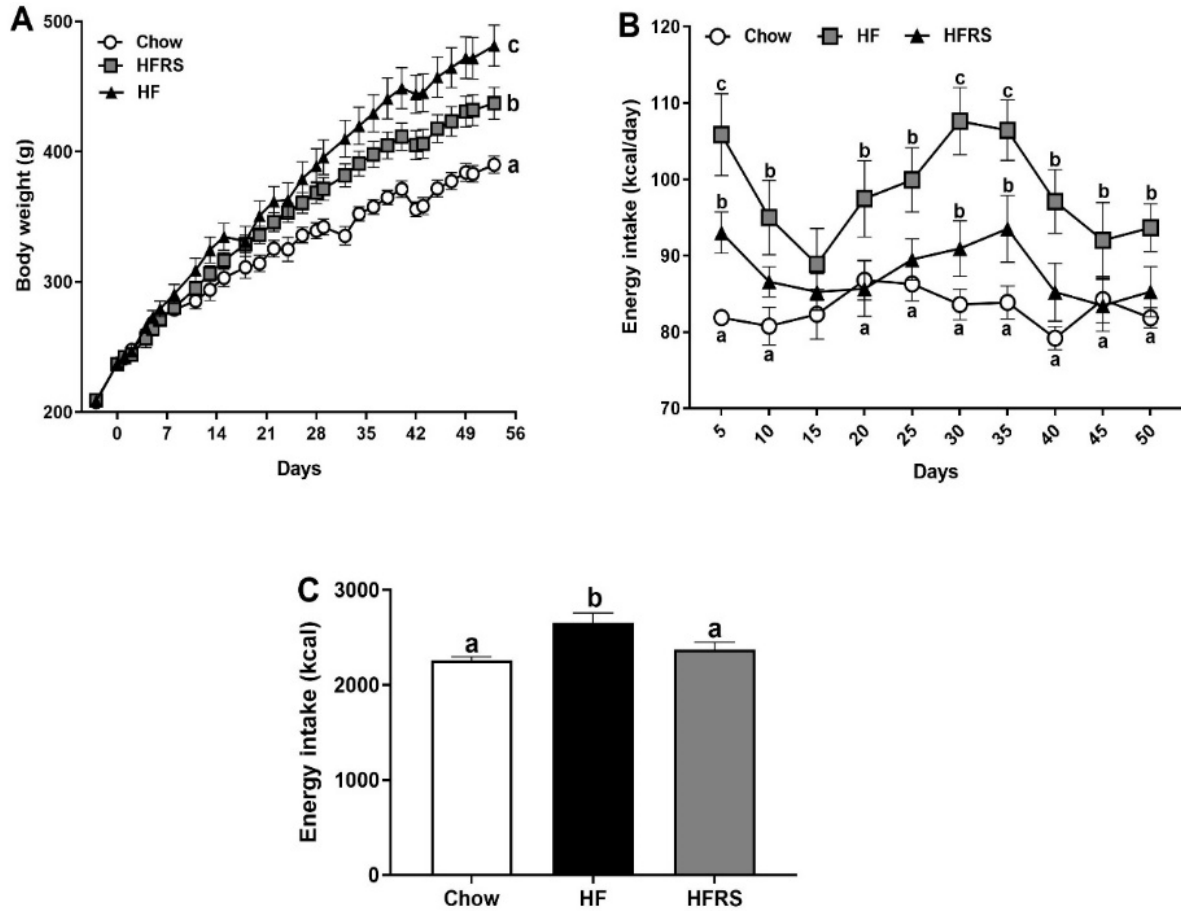 A
Chow
HFRS
HF
Body weight (g)
500
400
300
200
c
b
a
0 7 14 21 28 35 42 49 56
Days
B
Chow HF HFRS
Energy intake (kcal/day)
120
110
100
90
80
70
c b b b c c b b b
b b b
a a a a a a a a a
5 10 15 20 25 30 35 40 45 50
Days
C
Energy intake (kcal)
3000
2000
1000
0
a b a
Chow HF HFRS